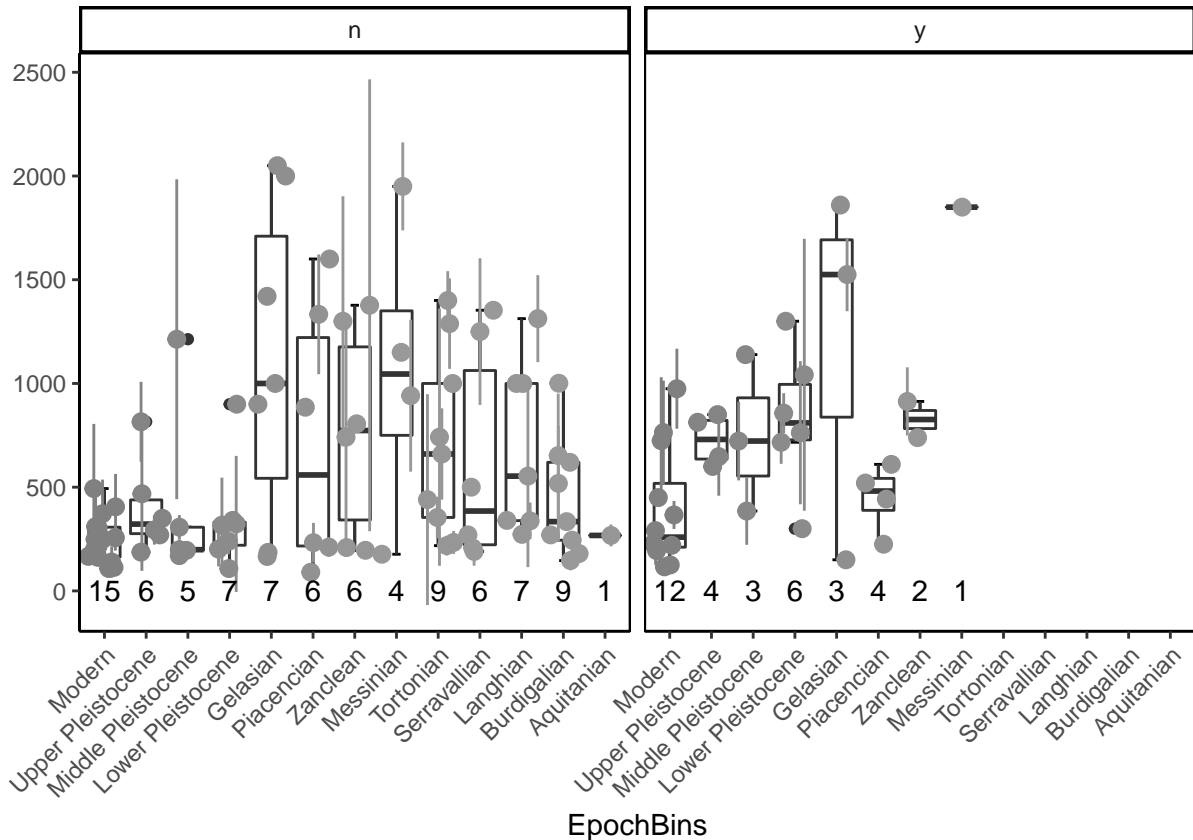 n
y
2500
2000
1500
1000
500
0
15 6 5 7 7 6 6 4 9 6 7 9 1
12 4 3 6 3 4 2 1
Modern
Upper Pleistocene
Middle Pleistocene
Lower Pleistocene
Gelasian
Piacencian
Zanclean
Messinian
Tortonian
Serravallian
Langhian
Burdigalian
Aquitanian
Modern
Upper Pleistocene
Middle Pleistocene
Lower Pleistocene
Gelasian
Piacencian
Zanclean
Messinian
Tortonian
Serravallian
Langhian
Burdigalian
Aquitanian
EpochBins